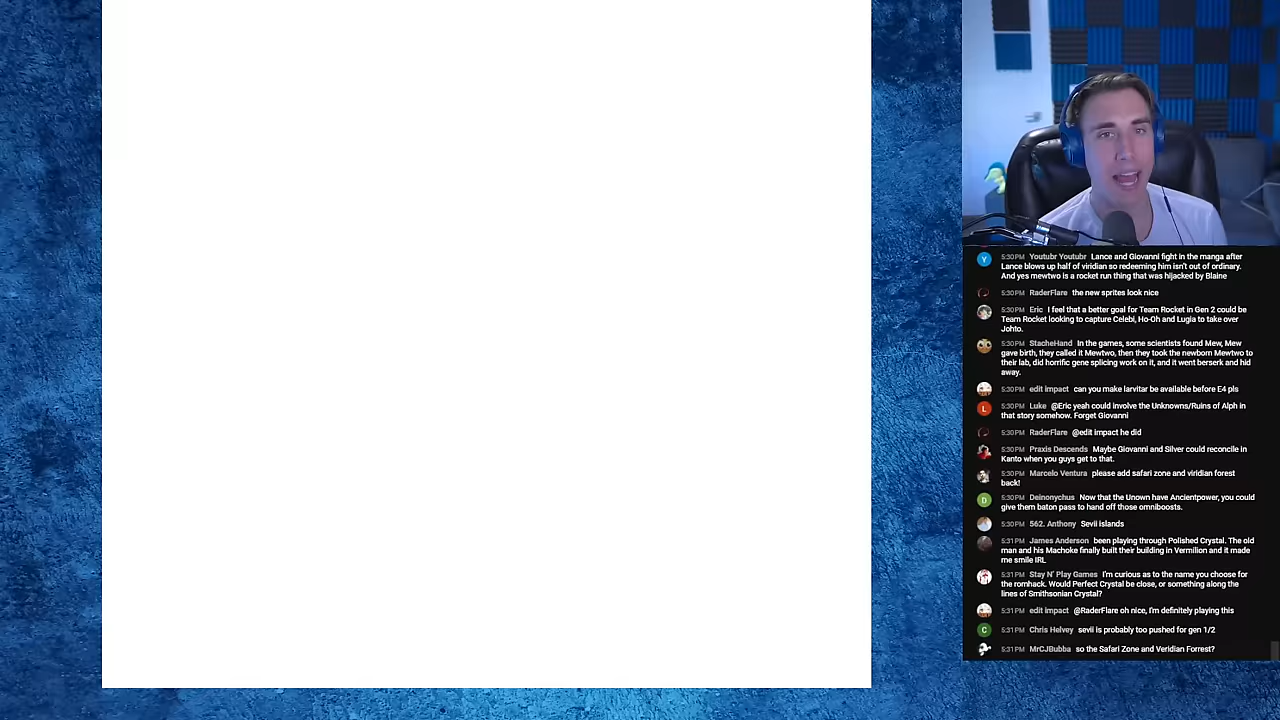 Y
5:30PM Youtubr Youtubr Lance and Giovanni fight in the manga after
Lance blows up half of viridian so redeeming him isn't out of ordinary.
And yes mewtwo is a rocket run thing that was hijacked by Blaine
5:30PM RaderFlare the new sprites look nice
5:30PM Eric I feel that a better goal for Team Rocket in Gen 2 could be
Team Rocket looking to capture Celebi, Ho-Oh and Lugia to take over
Johto.
5:30PM StacheHand In the games, some scientists found Mew, Mew
gave birth, they called it Mewtwo, then they took the newborn Mewtwo to
their lab, did horrific gene splicing work on it, and it went berserk and hid
away.
5:30PM edit impact can you make larvitar be available before E4 pls
L
5:30PM Luke @Eric yeah could involve the Unknowns/Ruins of Alph in
that story somehow. Forget Giovanni
5:30PM RaderFlare @edit impact he did
5:30PM Praxis Descends Maybe Giovanni and Silver could reconcile in
Kanto when you guys get to that.
5:30PM Marcelo Ventura please add safari zone and viridian forest
back!
D
5:30PM Deinonychus Now that the Unown have Ancientpower, you could
give them baton pass to hand off those omniboosts.
5:30PM 562. Anthony Sevii islands
5:31PM James Anderson been playing through Polished Crystal. The old
man and his Machoke finally built their building in Vermilion and it made
me smile IRL
5:31PM Stay N' Play Games I'm curious as to the name you choose for
the romhack. Would Perfect Crystal be close, or something along the
lines of Smithsonian Crystal?
5:31PM edit impact @RaderFlare oh nice, I'm definitely playing this
C
5:31PM Chris Helvey sevii is probably too pushed for gen 1/2
5:31PM MrCJBubba so the Safari Zone and Veridian Forrest?